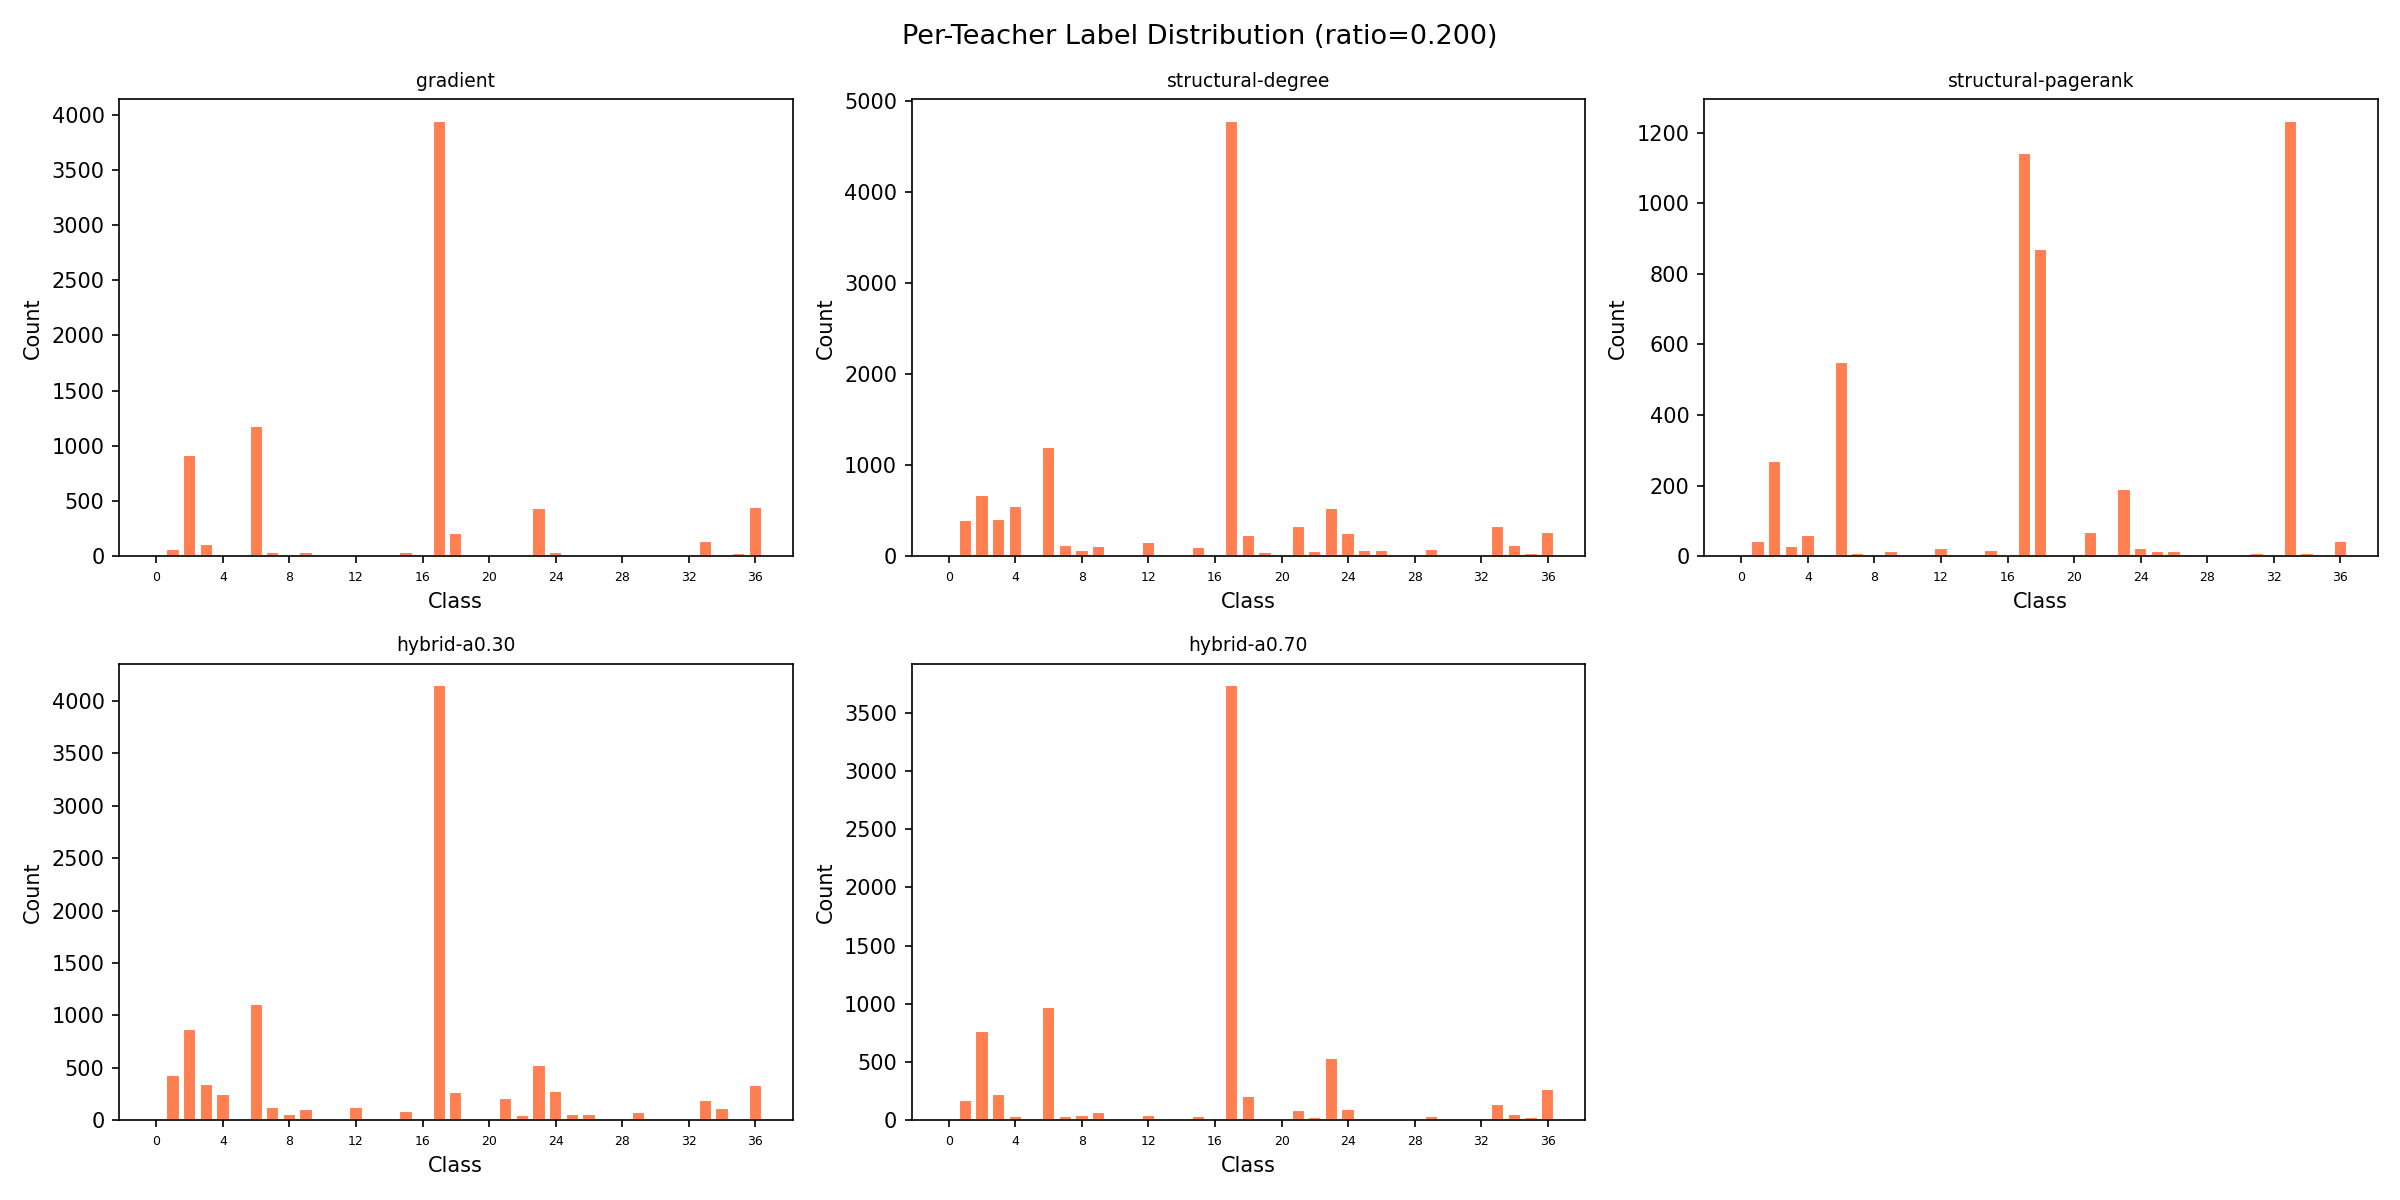 Per-Teacher Label Distribution (ratio=0.200)
gradient
4000
3500
3000
2500
2000
1500
1000
500
0
Count
0 4 8 12 16 20 24 28 32 36
Class
structural-degree
5000
4000
3000
2000
1000
0
Count
0 4 8 12 16 20 24 28 32 36
Class
structural-pagerank
1200
1000
800
600
400
200
0
Count
0 4 8 12 16 20 24 28 32 36
Class
hybrid-a0.30
4000
3500
3000
2500
2000
1500
1000
500
0
Count
0 4 8 12 16 20 24 28 32 36
Class
hybrid-a0.70
3500
3000
2500
2000
1500
1000
500
0
Count
0 4 8 12 16 20 24 28 32 36
Class